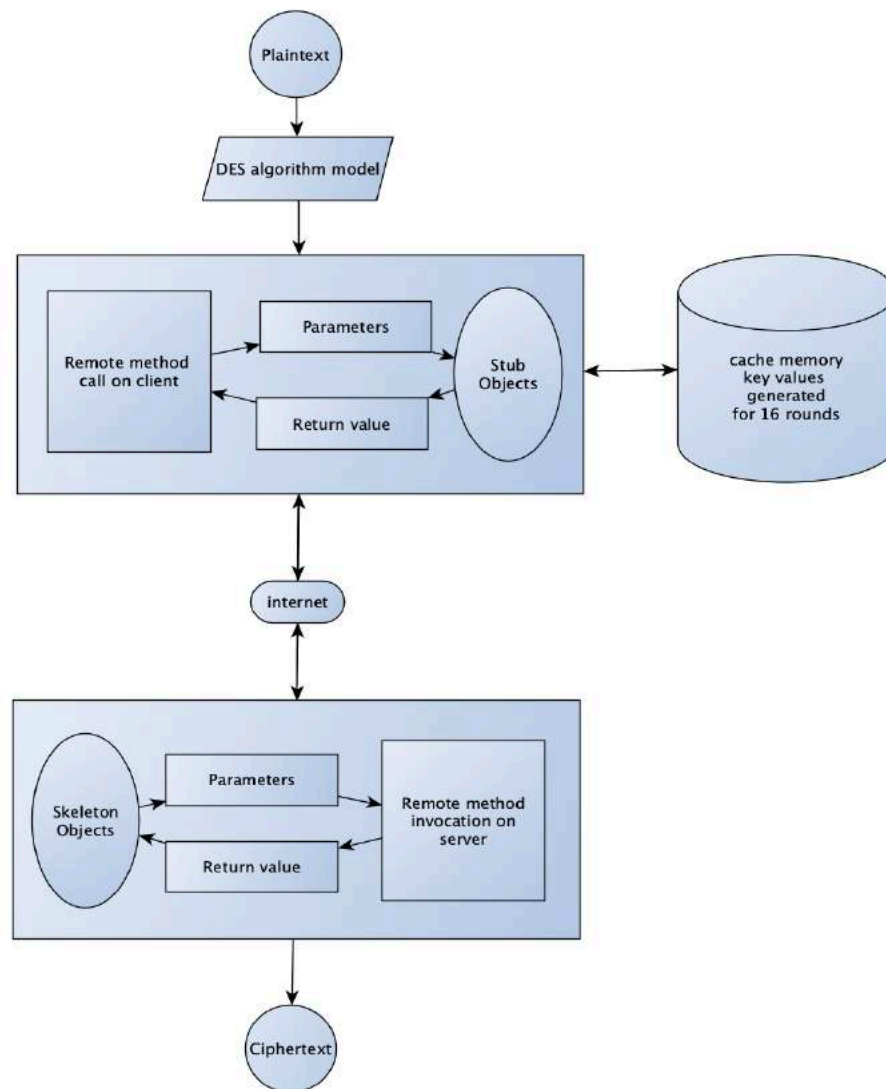 Plaintext
DES algorithm model
Remote method
call on client
Parameters
Return value
Stub
Objects
cache memory
key values
generated
for 16 rounds
internet
Skeleton
Objects
Parameters
Return value
Remote method
invocation on
server
Ciphertext